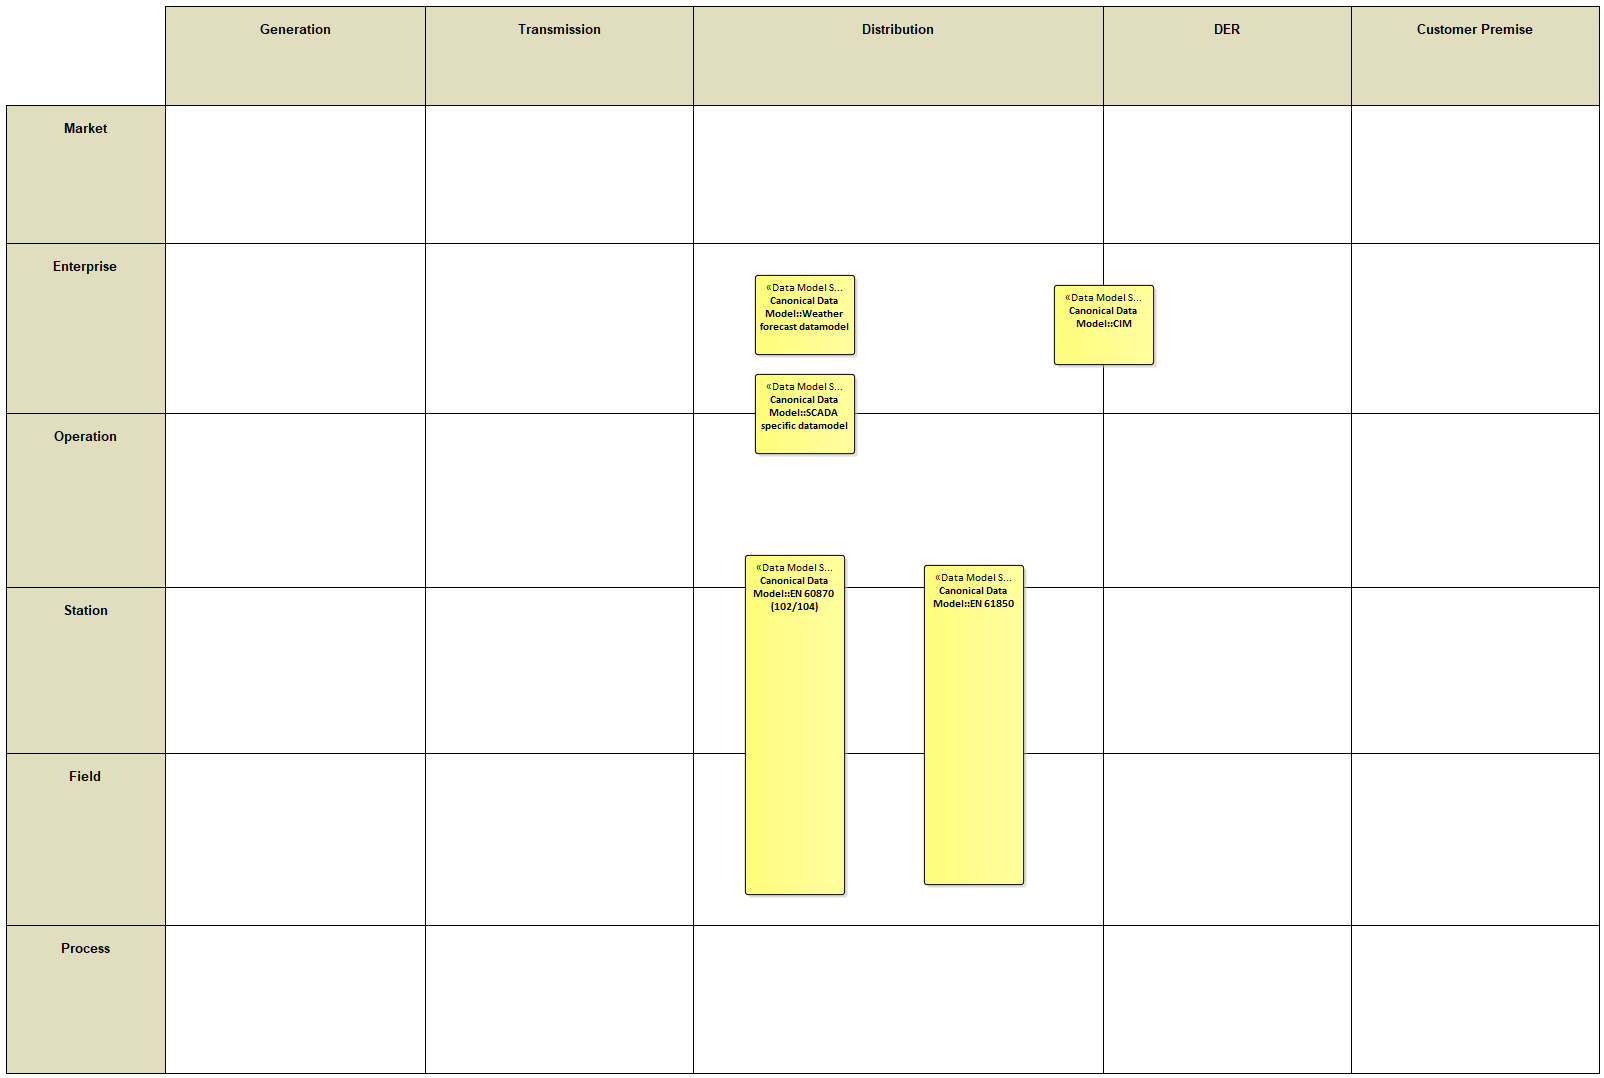 Generation
Transmission
Distribution
DER
Customer Premise
Market
Enterprise
«Data Model S...
Canonical Data
Model::Weather
forecast datamodel
«Data Model S...
Canonical Data
Model::CIM
«Data Model S...
Canonical Data
Model::SCADA
specific datamodel
Operation
«Data Model S...
Canonical Data
Model::EN 60870
(102/104)
«Data Model S...
Canonical Data
Model::EN 61850
Station
Field
Process